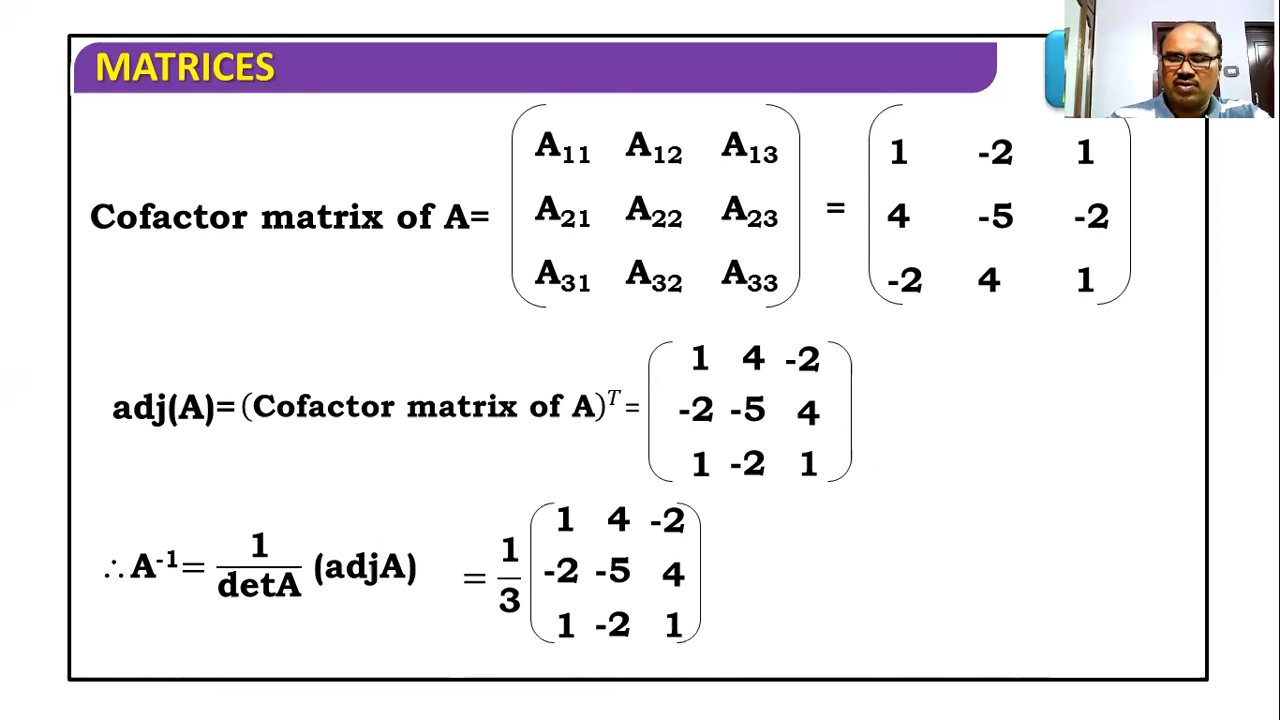 MATRICES
Cofactor matrix of A= ( A₁₁ A₁₂ A₁₃ ; A₂₁ A₂₂ A₂₃ ; A₃₁ A₃₂ A₃₃ ) = ( 1 -2 1 ; 4 -5 -2 ; -2 4 1 )
adj(A)= (Cofactor matrix of A)ᵀ = ( 1 4 -2 ; -2 -5 4 ; 1 -2 1 )
∴A⁻¹= 1/detA (adjA) = 1/3 ( 1 4 -2 ; -2 -5 4 ; 1 -2 1 )